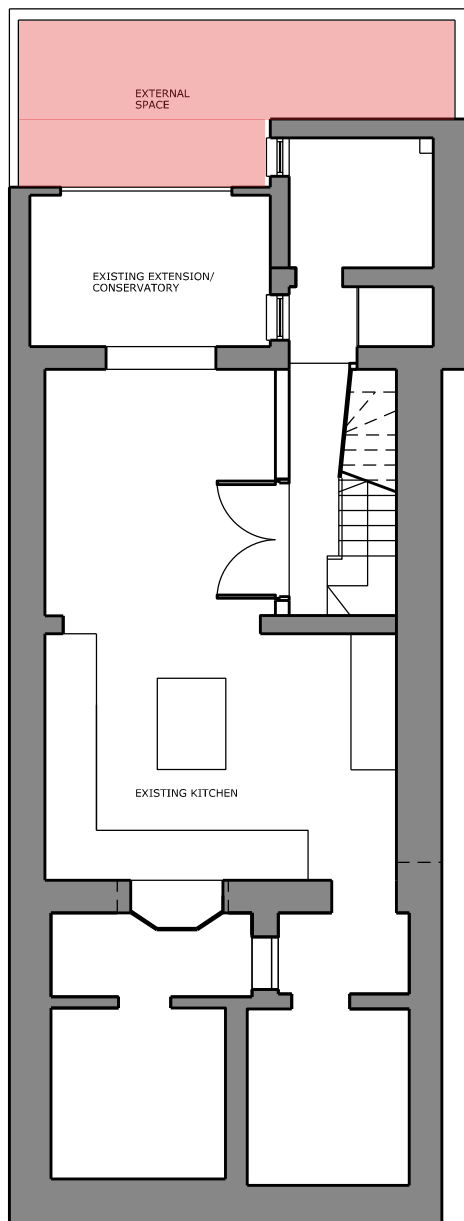 EXTERNAL
SPACE
EXISTING EXTENSION/
CONSERVATORY
EXISTING KITCHEN